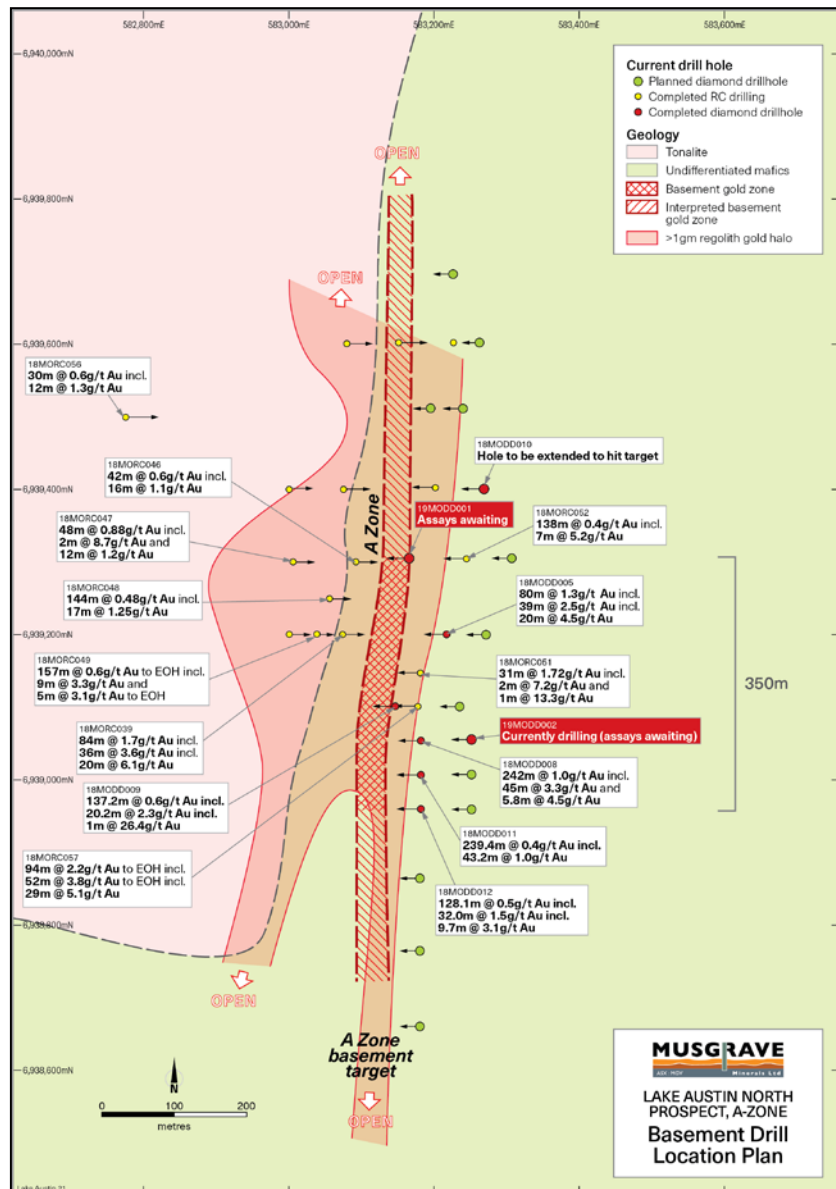 582,800mE
583,000mE
583,200mE
583,400mE
583,600mE
6,940,000mN
Current drill hole
Planned diamond drillhole
Completed RC drilling
Completed diamond drillhole
Geology
Tonalite
Undifferentiated mafics
Basement gold zone
Interpreted basement
gold zone
>1gm regolith gold halo
OPEN
6,939,800mN
OPEN
6,939,600mN
18MORC056
30m @ 0.6g/t Au incl.
12m @ 1.3g/t Au
18MODD010
Hole to be extended to hit target
18MORC046
42m @ 0.6g/t Au incl.
16m @ 1.1g/t Au
6,939,400mN
A Zone
19MODD001
Assays awaiting
18MORC052
138m @ 0.4g/t Au incl.
7m @ 5.2g/t Au
18MORC047
48m @ 0.88g/t Au incl.
2m @ 8.7g/t Au and
12m @ 1.2g/t Au
18MORC048
144m @ 0.48g/t Au incl.
17m @ 1.25g/t Au
18MODD005
80m @ 1.3g/t Au incl.
39m @ 2.5g/t Au incl.
20m @ 4.5g/t Au
6,939,200mN
18MORC049
157m @ 0.6g/t Au to EOH incl.
9m @ 3.3g/t Au and
5m @ 3.1g/t Au to EOH
18MORC051
31m @ 1.72g/t Au incl.
2m @ 7.2g/t Au and
1m @ 13.3g/t Au
350m
18MORC039
84m @ 1.7g/t Au incl.
36m @ 3.6g/t Au incl.
20m @ 6.1g/t Au
19MODD002
Currently drilling (assays awaiting)
18MODD008
242m @ 1.0g/t Au incl.
45m @ 3.3g/t Au and
5.8m @ 4.5g/t Au
6,939,000mN
18MODD009
137.2m @ 0.6g/t Au incl.
20.2m @ 2.3g/t Au incl.
1m @ 26.4g/t Au
18MODD011
239.4m @ 0.4g/t Au incl.
43.2m @ 1.0g/t Au
18MORC057
94m @ 2.2g/t Au to EOH incl.
52m @ 3.8g/t Au to EOH incl.
29m @ 5.1g/t Au
18MODD012
128.1m @ 0.5g/t Au incl.
32.0m @ 1.5g/t Au incl.
9.7m @ 3.1g/t Au
6,938,800mN
OPEN
A Zone
basement
target
6,938,600mN
OPEN
N
0 100 200
metres
MUSGRAVE
Minerals Ltd
LAKE AUSTIN NORTH
PROSPECT, A-ZONE
Basement Drill
Location Plan